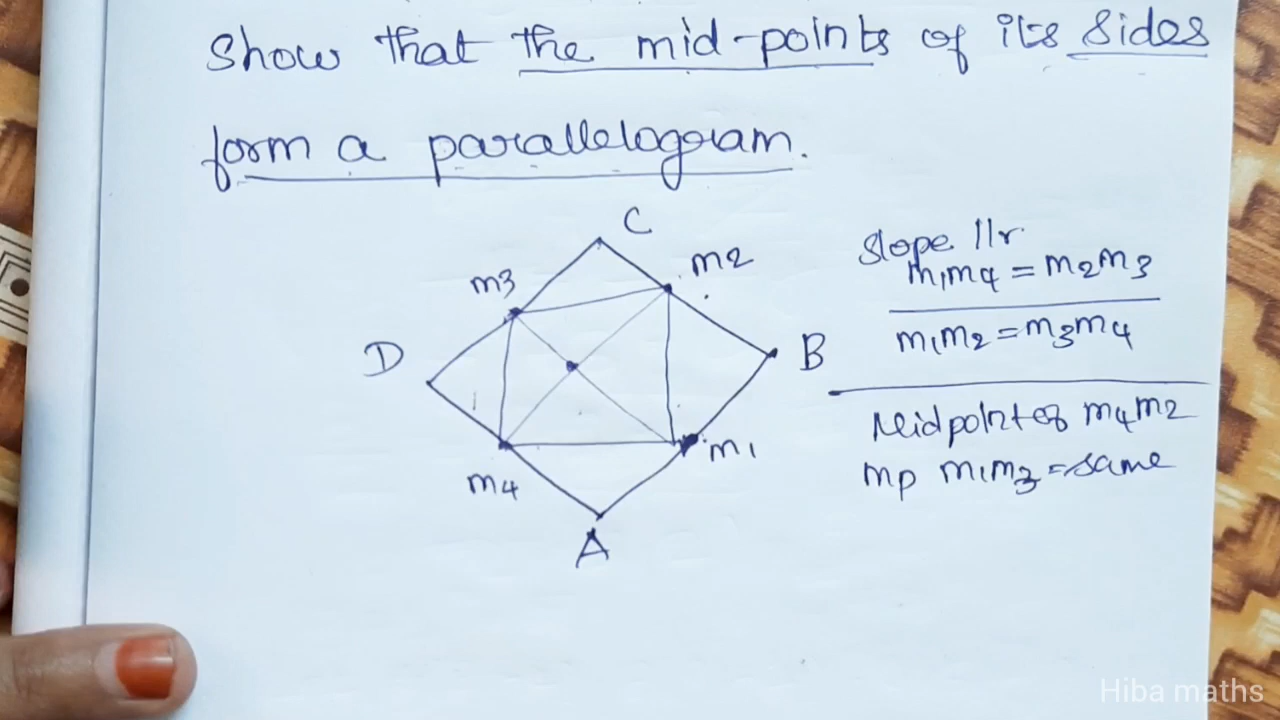 Show that the mid-points of its sides
form a parallelogram.
C
m2
m3
D
B
m1
m4
A
Slope llr
m1m4 = m2m3
m1m2 = m3m4
Midpoint of m4m2
mp m1m3 = same
Hiba maths